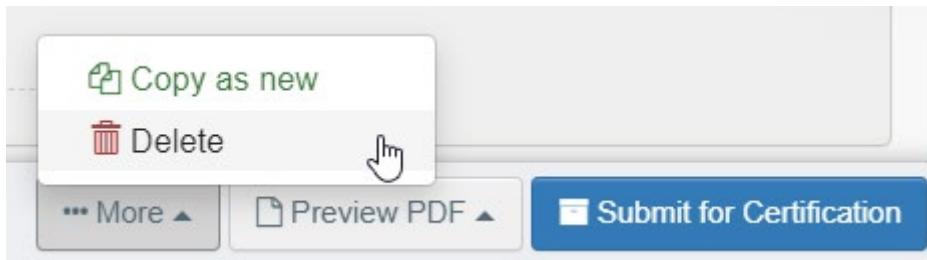 Copy as new
Delete
More
Preview PDF
Submit for Certification